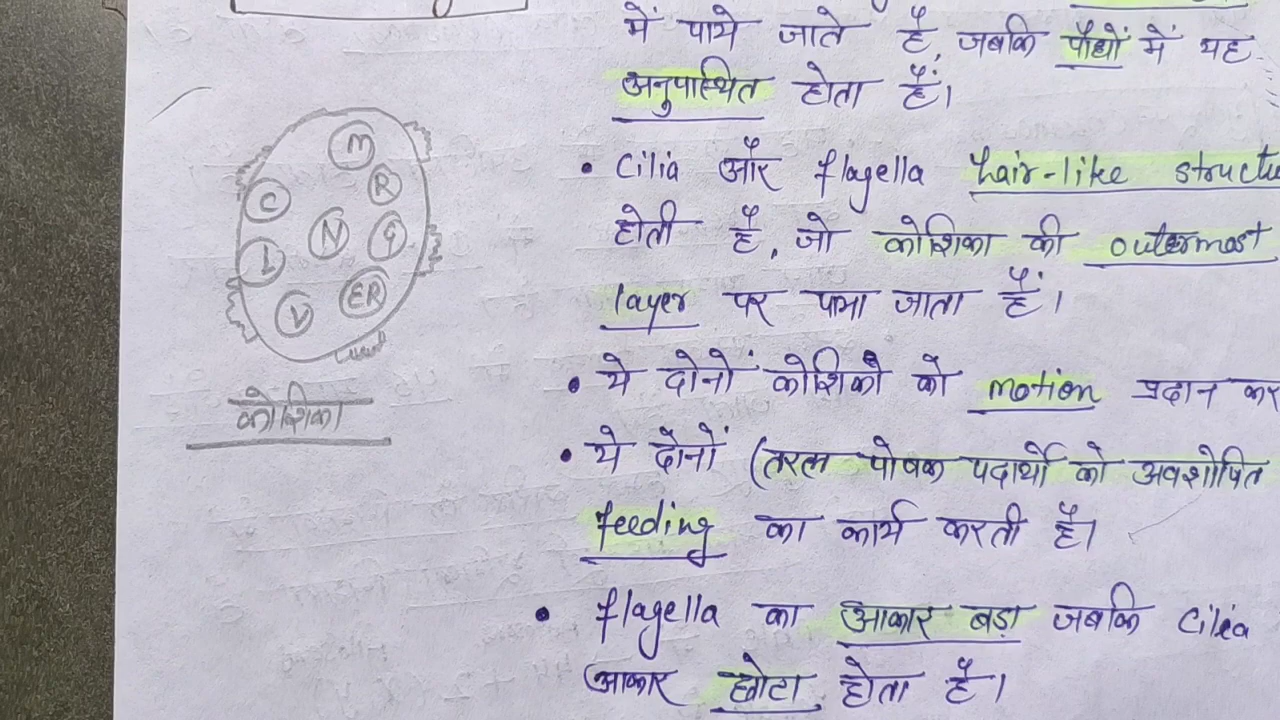 में पाये जाते है, जबकि पौधों में यह
अनुपास्थित होता हैं।
• Cilia और flagella hair-like structu
होती है, जो कोशिका की outermost
layer पर पाया जाता हैं।
• ये दोनों कोशिको को motion प्रदान कर
• ये दोनों (तरल पोषक पदार्थो को अवशोषित
feeding का कार्य करती है।
• flagella का आकार बड़ा जबकि Cilia
आकार छोटा होता है।
M
R
C
N
G
L
ER
V
कोशिका